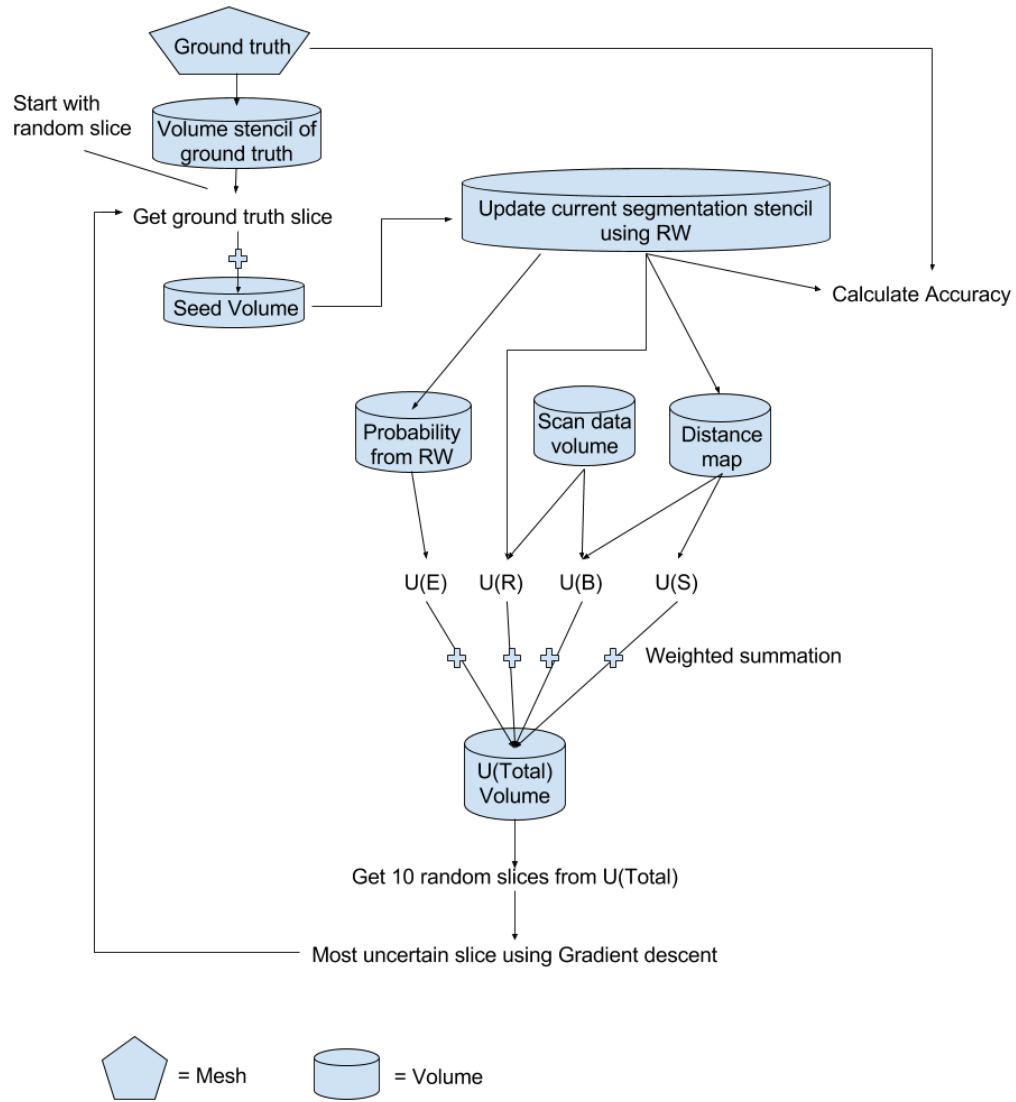 Ground truth
Start with
random slice
Volume stencil of
ground truth
Get ground truth slice
Update current segmentation stencil
using RW
Seed Volume
Calculate Accuracy
Probability
from RW
Scan data
volume
Distance
map
U(E)
U(R)
U(B)
U(S)
Weighted summation
U(Total)
Volume
Get 10 random slices from U(Total)
Most uncertain slice using Gradient descent
= Mesh
= Volume